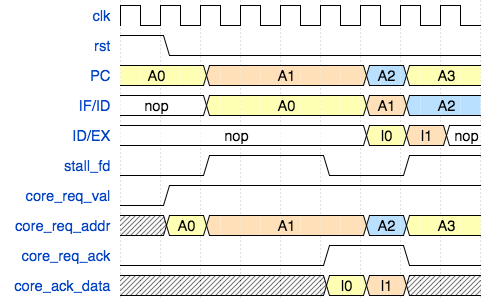 clk
rst
PC A0 A1 A2 A3
IF/ID nop A0 A1 A2
ID/EX nop I0 I1 nop
stall_fd
core_req_val
core_req_addr A0 A1 A2 A3
core_req_ack
core_ack_data I0 I1